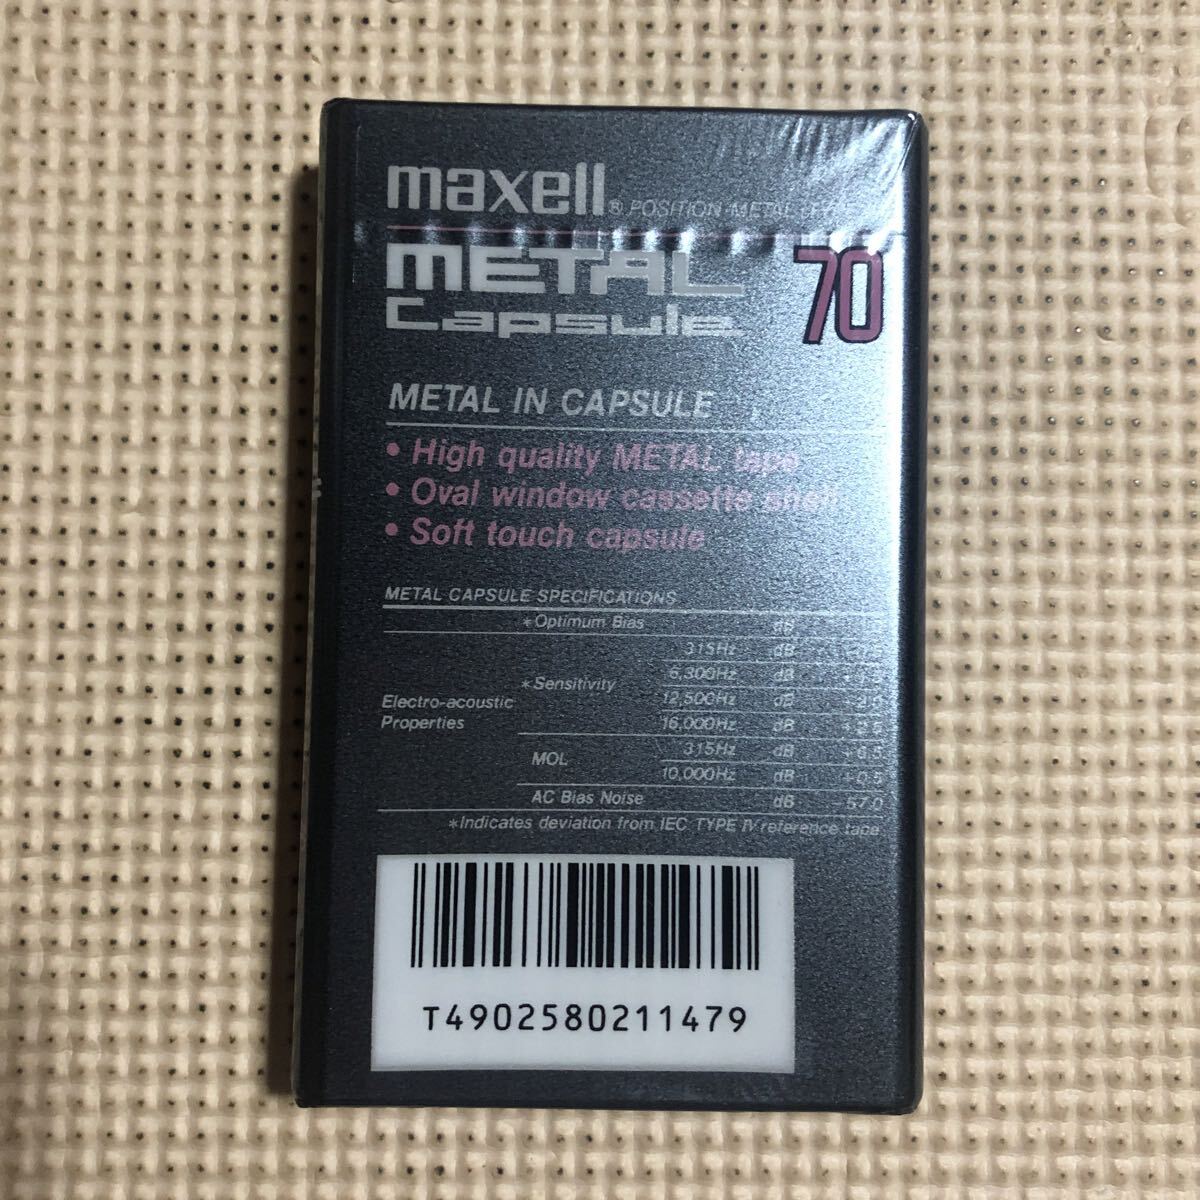 maxell® POSITION·METAL
METAL 70
Capsule
METAL IN CAPSULE
• High quality METAL tape
• Oval window cassette shell
• Soft touch capsule
METAL CAPSULE SPECIFICATIONS
*Optimum Bias dB
Electro-acoustic Properties
*Sensitivity 315Hz dB
6,300Hz dB
12,500Hz dB
16,000Hz dB
MOL 315Hz dB +6.5
10,000Hz dB +0.5
AC Bias Noise dB 57.0
*Indicates deviation from IEC TYPE IV reference tape
T4902580211479